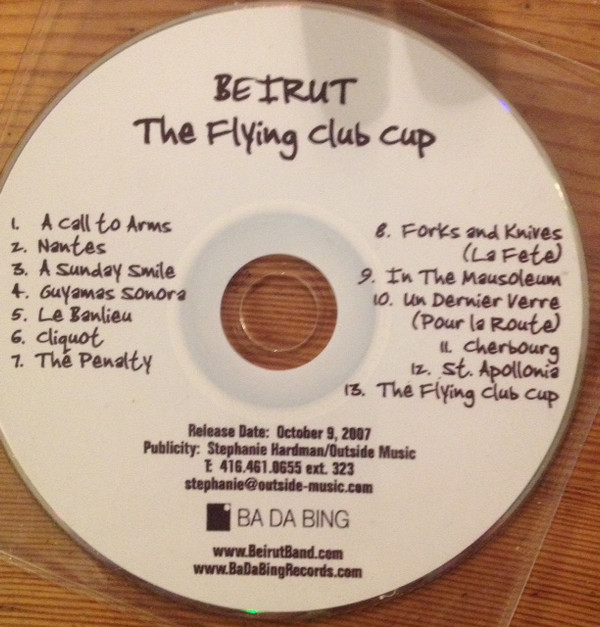 BEIRUT
The Flying Club Cup
1. A Call to Arms
2. Nantes
3. A Sunday Smile
4. Guyamas Sonora
5. Le Banlieu
6. Cliquot
7. The Penalty
8. Forks and Knives
(La Fete)
9. In The Mausoleum
10. Un Dernier Verre
(Pour la Route)
11. Cherbourg
12. St. Apollonia
13. The Flying Club Cup
Release Date: October 9, 2007
Publicity: Stephanie Hardman/Outside Music
T: 416.461.0655 ext. 323
stephanie@outside-music.com
BA DA BING
www.BeirutBand.com
www.BaDaBingRecords.com